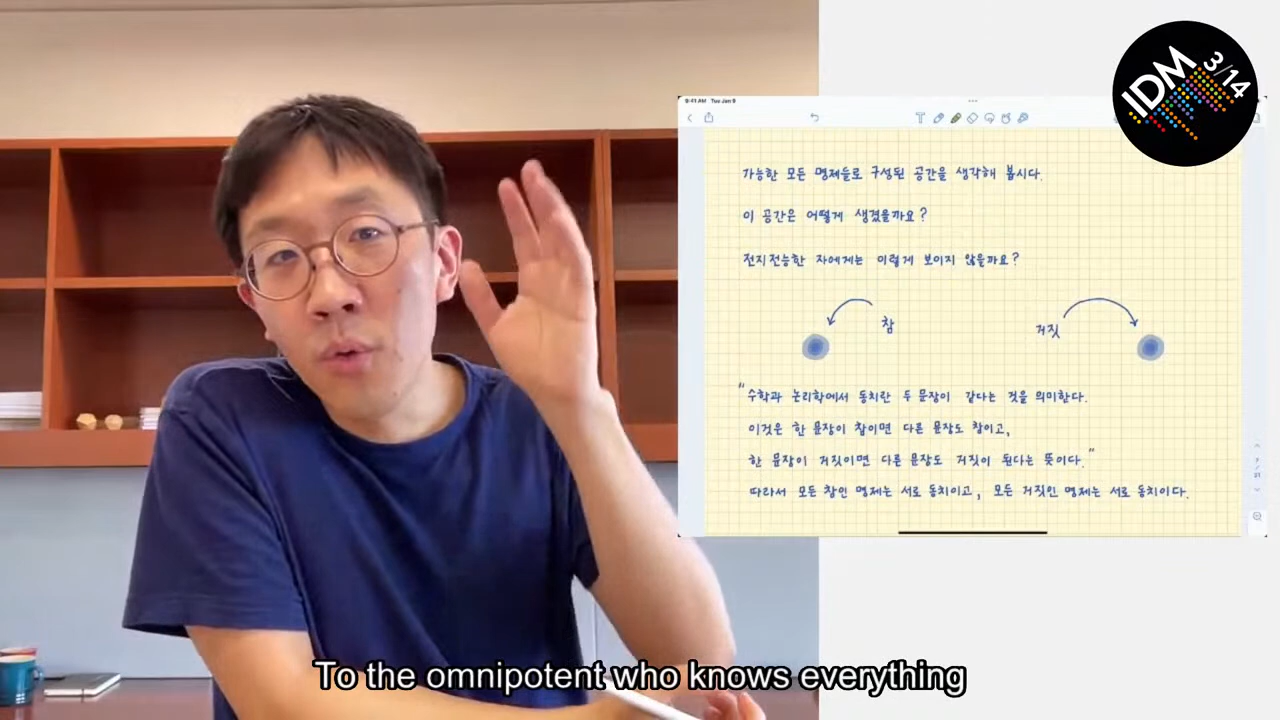 IDM 3/14
9:41 AM Tue Jan 9
가능한 모든 명제들로 구성된 공간을 생각해 봅시다.
이 공간은 어떻게 생겼을까요?
전지전능한 자에게는 이렇게 보이지 않을까요?
참 거짓
"수학과 논리학에서 동치란 두 문장이 같다는 것을 의미한다.
이것은 한 문장이 참이면 다른 문장도 참이고,
한 문장이 거짓이면 다른 문장도 거짓이 된다는 뜻이다."
따라서 모든 참인 명제는 서로 동치이고, 모든 거짓인 명제는 서로 동치이다.
To the omnipotent who knows everything